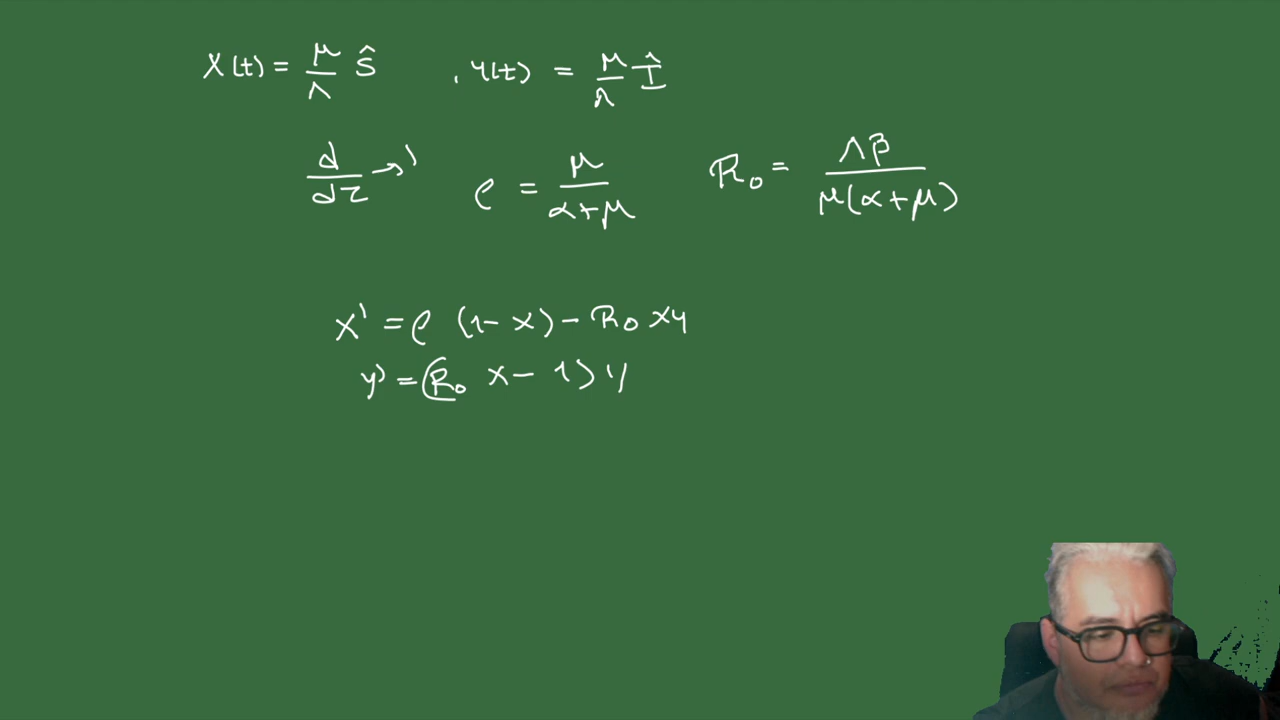 X(t) = μ/Λ Ŝ , y(t) = μ/Λ Î
d/dτ → ' ρ = μ/(α+μ) R₀ = Λβ/(μ(α+μ))
x' = ρ (1-x) - R₀ xy
y' = (R₀ x - 1) y